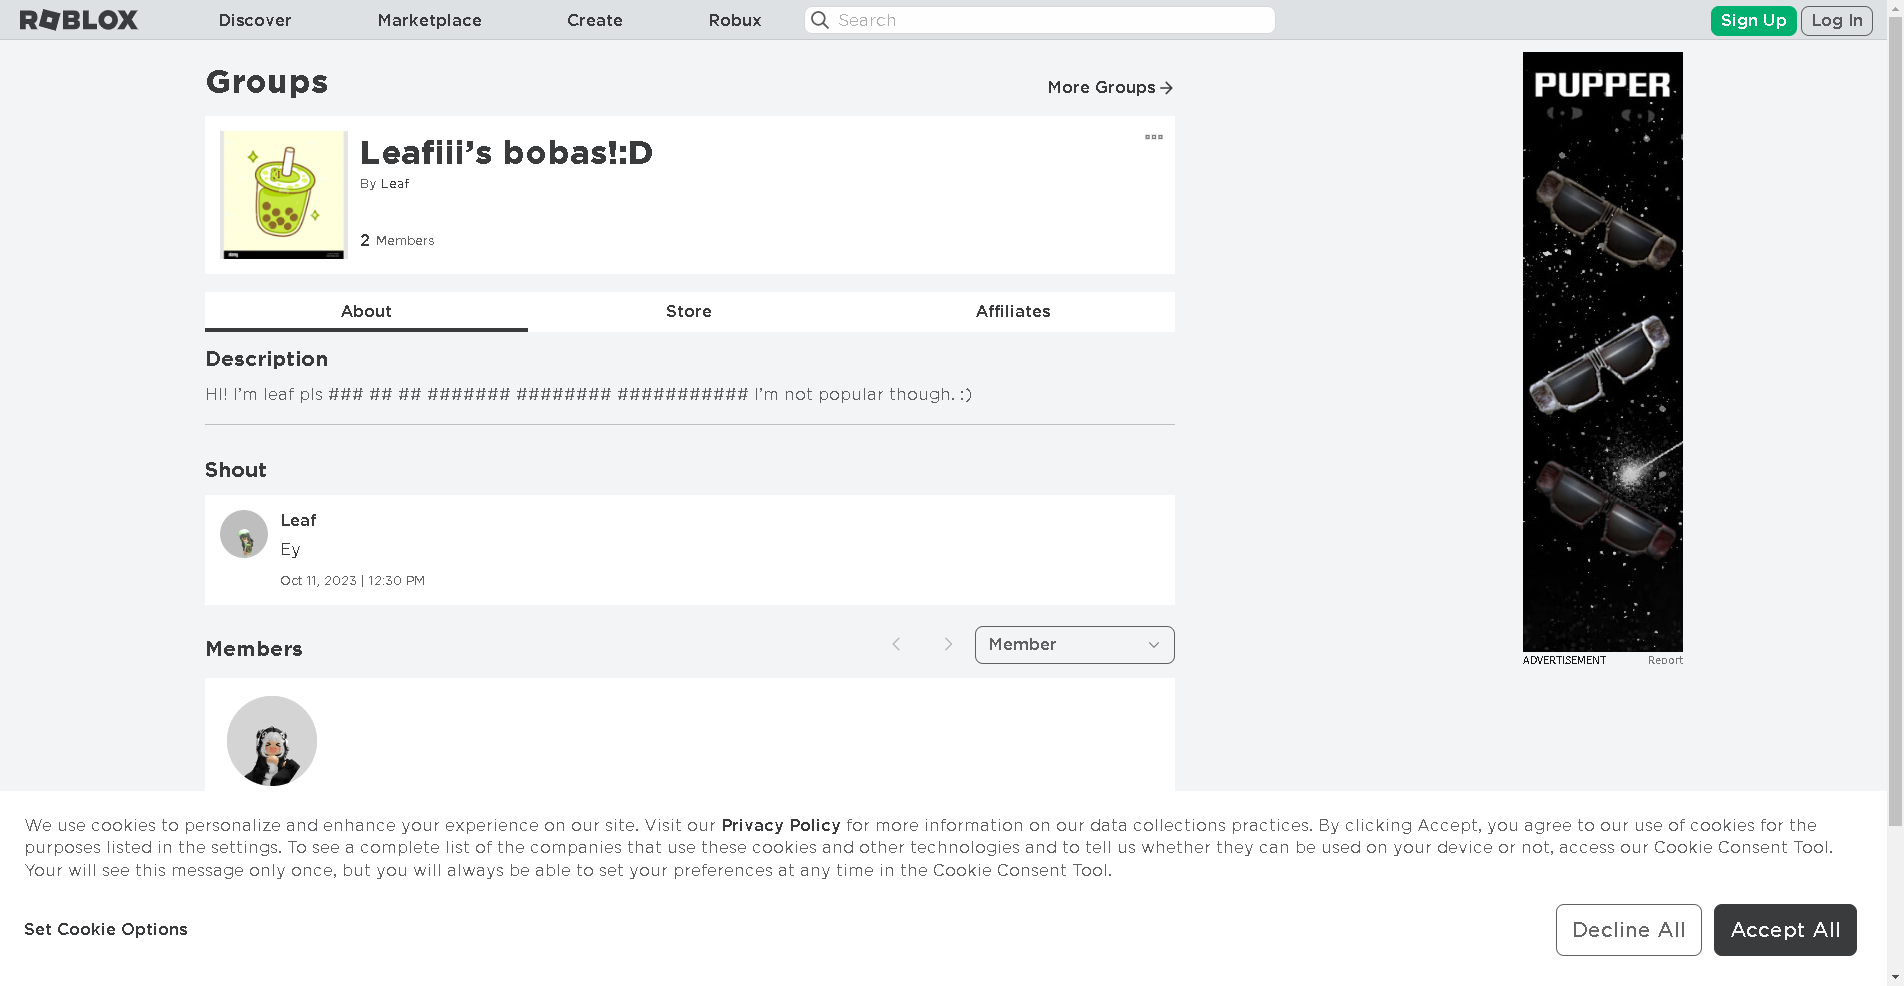 ROBLOX Discover Marketplace Create Robux Search Sign Up Log In
Groups
More Groups
Leafiii's bobas!:D
By Leaf
2 Members
About Store Affiliates
Description
HI! I'm leaf pls ### ## ## ####### ######## ########### I'm not popular though. :)
Shout
Leaf
Ey
Oct 11, 2023 | 12:30 PM
Members
Member
PUPPER
ADVERTISEMENT Report
We use cookies to personalize and enhance your experience on our site. Visit our Privacy Policy for more information on our data collections practices. By clicking Accept, you agree to our use of cookies for the
purposes listed in the settings. To see a complete list of the companies that use these cookies and other technologies and to tell us whether they can be used on your device or not, access our Cookie Consent Tool.
Your will see this message only once, but you will always be able to set your preferences at any time in the Cookie Consent Tool.
Set Cookie Options
Decline All
Accept All